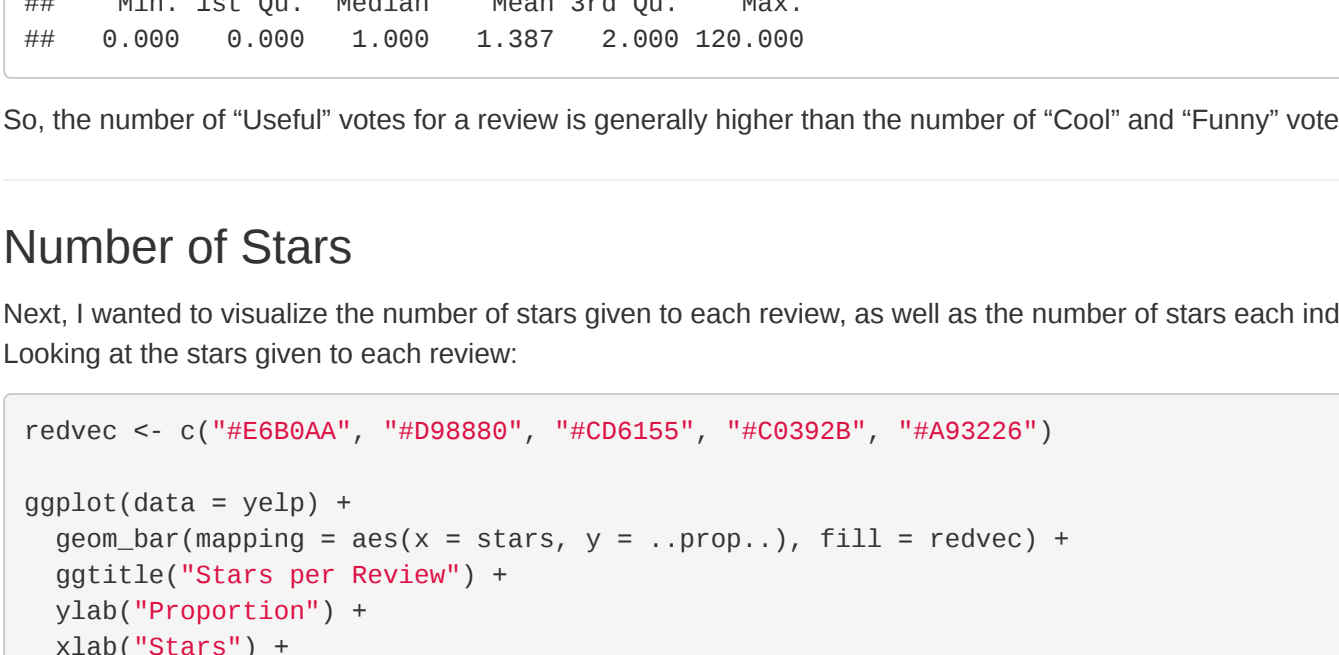 ##    Min. 1st Qu.  Median    Mean 3rd Qu.    Max.
##   0.000   0.000   1.000   1.387   2.000 120.000
So, the number of “Useful” votes for a review is generally higher than the number of “Cool” and “Funny” vote
Number of Stars
Next, I wanted to visualize the number of stars given to each review, as well as the number of stars each ind
Looking at the stars given to each review:
redvec <- c("#E6B0AA", "#D98880", "#CD6155", "#C0392B", "#A93226")
ggplot(data = yelp) +
  geom_bar(mapping = aes(x = stars, y = ..prop..), fill = redvec) +
  ggtitle("Stars per Review") +
  ylab("Proportion") +
  xlab("Stars") +